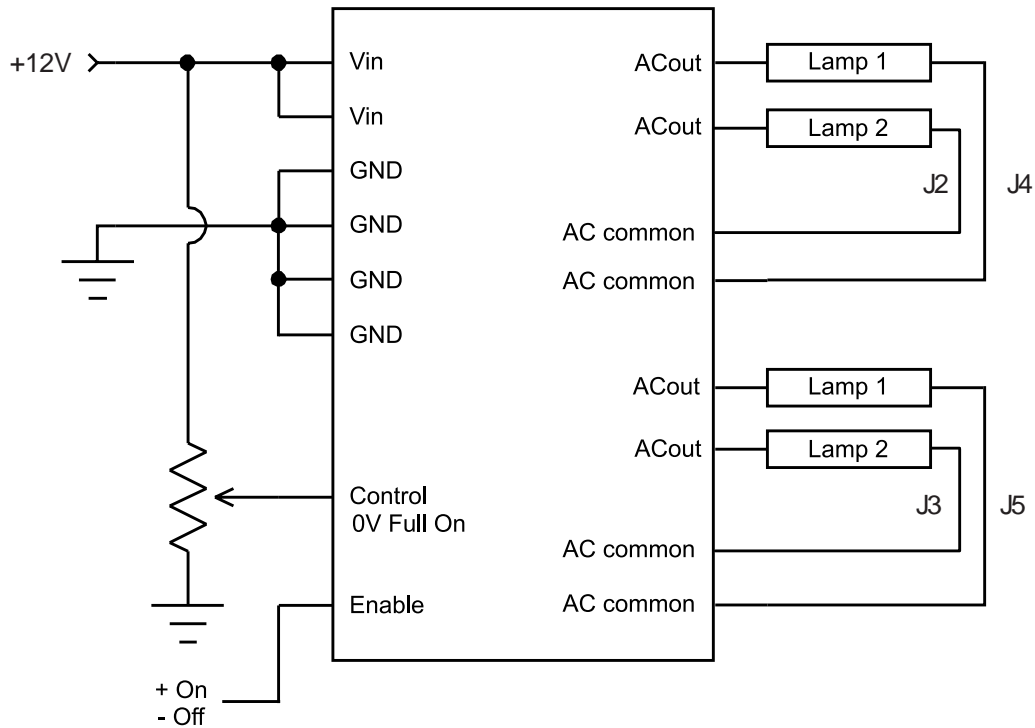 +12V
Vin
Vin
GND
GND
GND
GND
Control
0V Full On
Enable
+ On
- Off
ACout
Lamp 1
ACout
Lamp 2
J2
J4
AC common
AC common
ACout
Lamp 1
ACout
Lamp 2
J3
J5
AC common
AC common